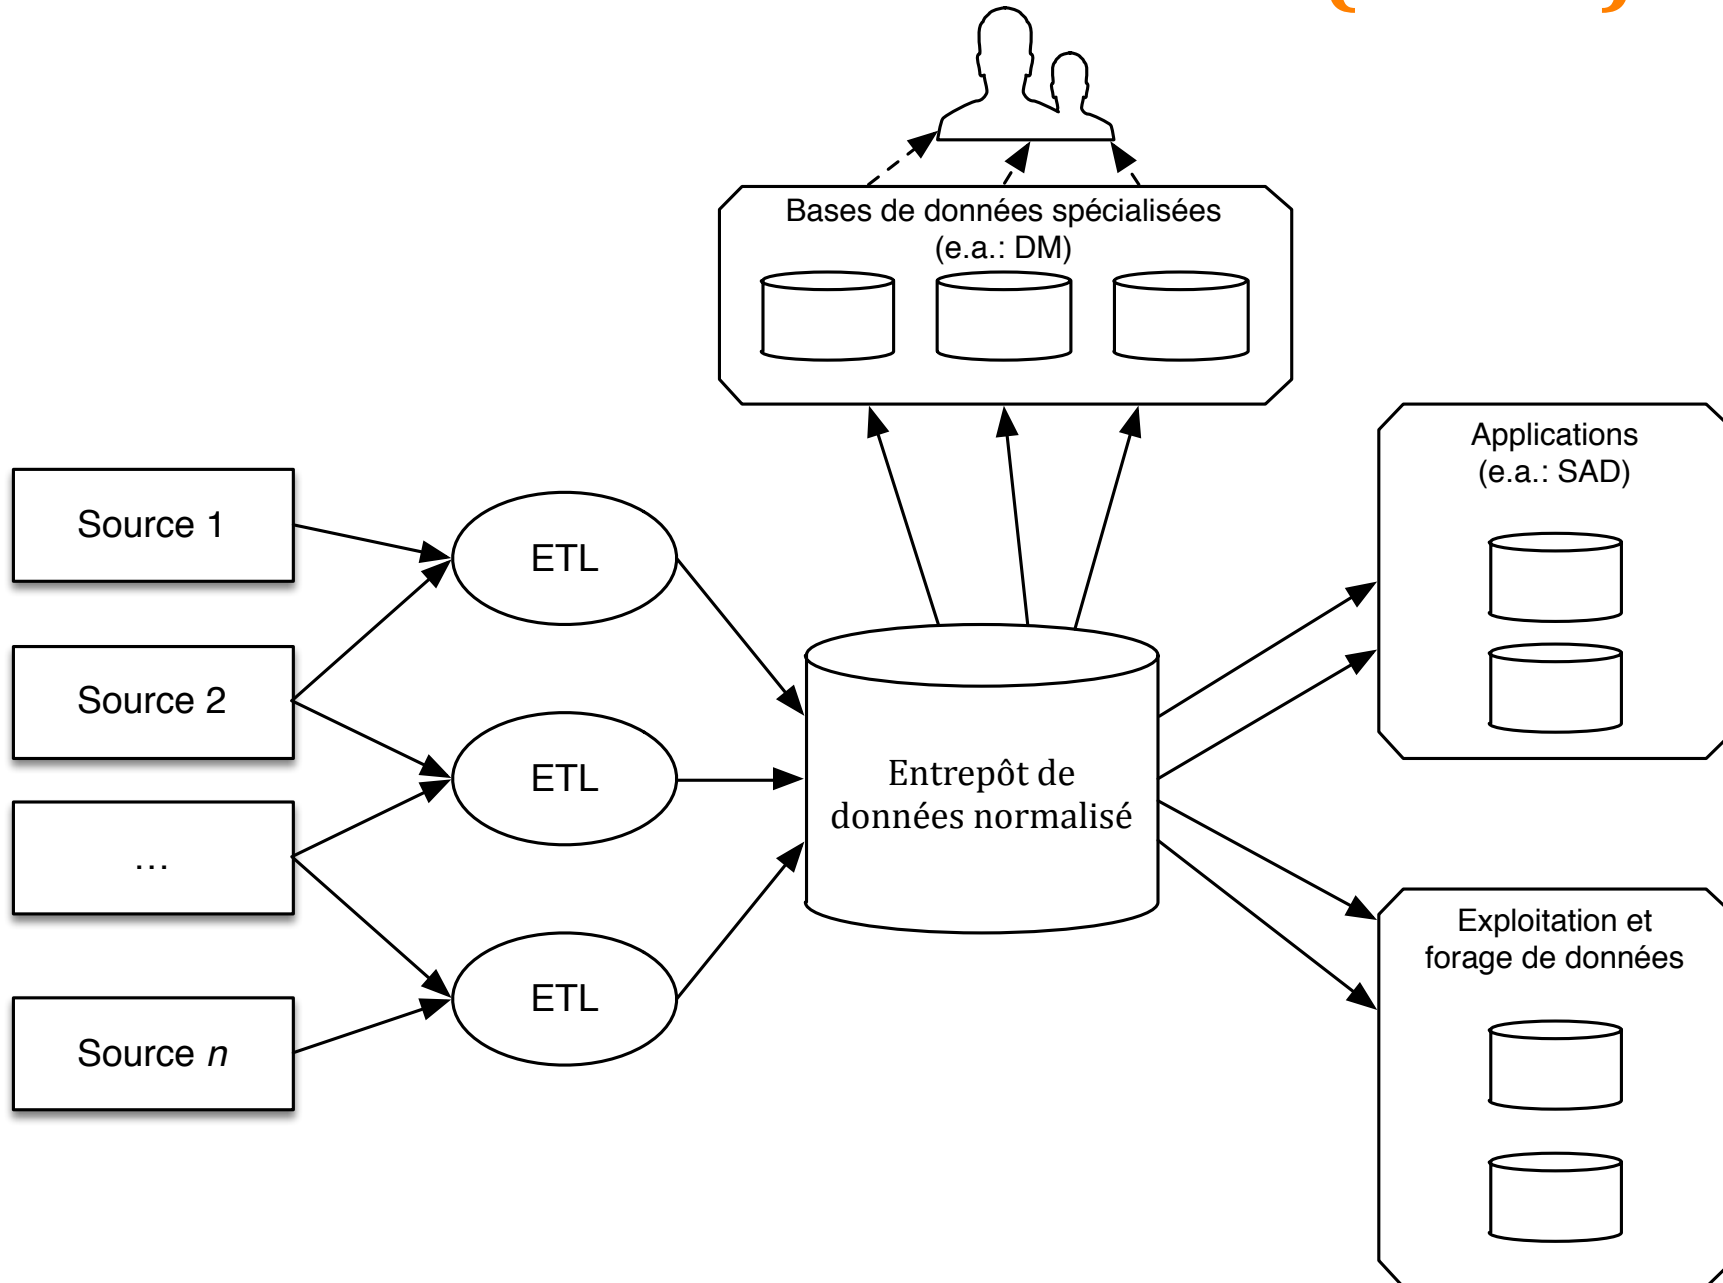 Bases de données spécialisées
(e.a.: DM)
Applications
(e.a.: SAD)
Source 1
ETL
Source 2
ETL
Entrepôt de
données normalisé
...
Exploitation et
forage de données
ETL
Source n